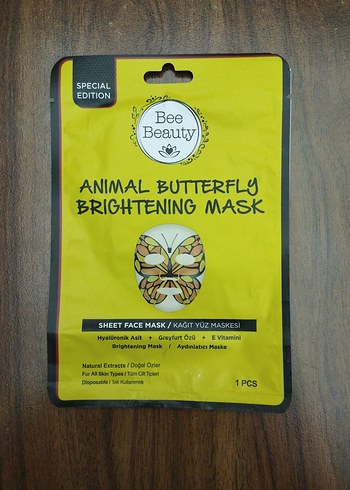 SPECIAL
EDITION
Bee
Beauty
ANIMAL BUTTERFLY
BRIGHTENING MASK
SHEET FACE MASK / KAĞIT YÜZ MASKESİ
Hyalüronik Asit + Greyfurt Özü + E Vitamini
Brightening Mask / Aydınlatıcı Maske
Natural Extracts / Doğal Özler
For All Skin Types / Tüm Cilt Tipleri
Disposable / Tek Kullanımlık
1 PCS